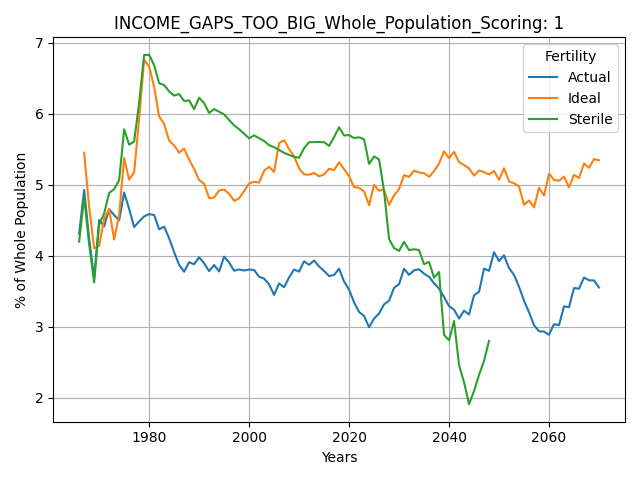 INCOME_GAPS_TOO_BIG_Whole_Population_Scoring: 1
Fertility
Actual
Ideal
Sterile
% of Whole Population
7
6
5
4
3
2
1980 2000 2020 2040 2060
Years